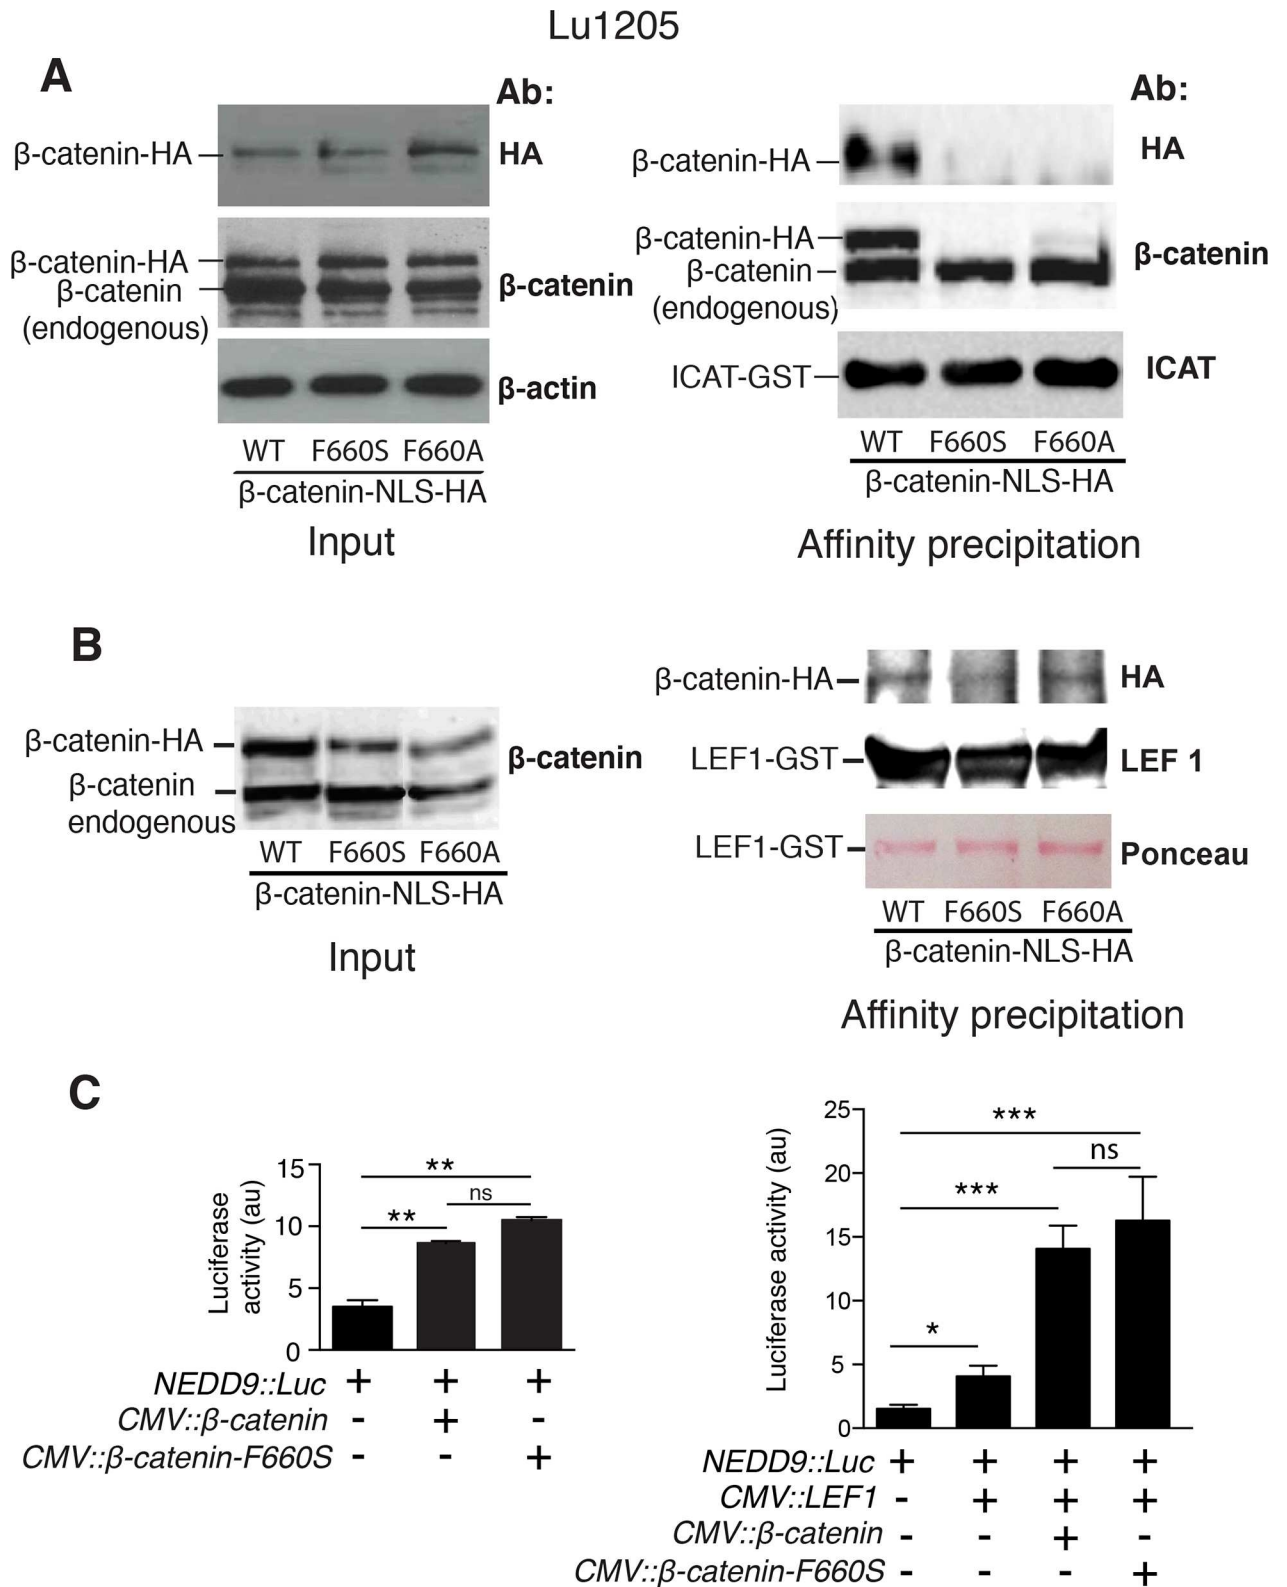 Lu1205
A
Ab:
β-catenin-HA
HA
β-catenin-HA
β-catenin
(endogenous)
β-catenin
β-actin
WT F660S F660A
β-catenin-NLS-HA
Input
Ab:
β-catenin-HA
HA
β-catenin-HA
β-catenin
(endogenous)
β-catenin
ICAT-GST
ICAT
WT F660S F660A
β-catenin-NLS-HA
Affinity precipitation
B
β-catenin-HA
β-catenin
endogenous
β-catenin
WT F660S F660A
β-catenin-NLS-HA
Input
β-catenin-HA
HA
LEF1-GST
LEF 1
LEF1-GST
Ponceau
WT F660S F660A
β-catenin-NLS-HA
Affinity precipitation
C
Luciferase
activity (au)
15
10
5
0
**
ns
**
NEDD9::Luc + + +
CMV::β-catenin - + -
CMV::β-catenin-F660S - - +
Luciferase activity (au)
25
20
15
10
5
0
***
ns
***
*
NEDD9::Luc + + + +
CMV::LEF1 - + + +
CMV::β-catenin - - + -
CMV::β-catenin-F660S - - - +